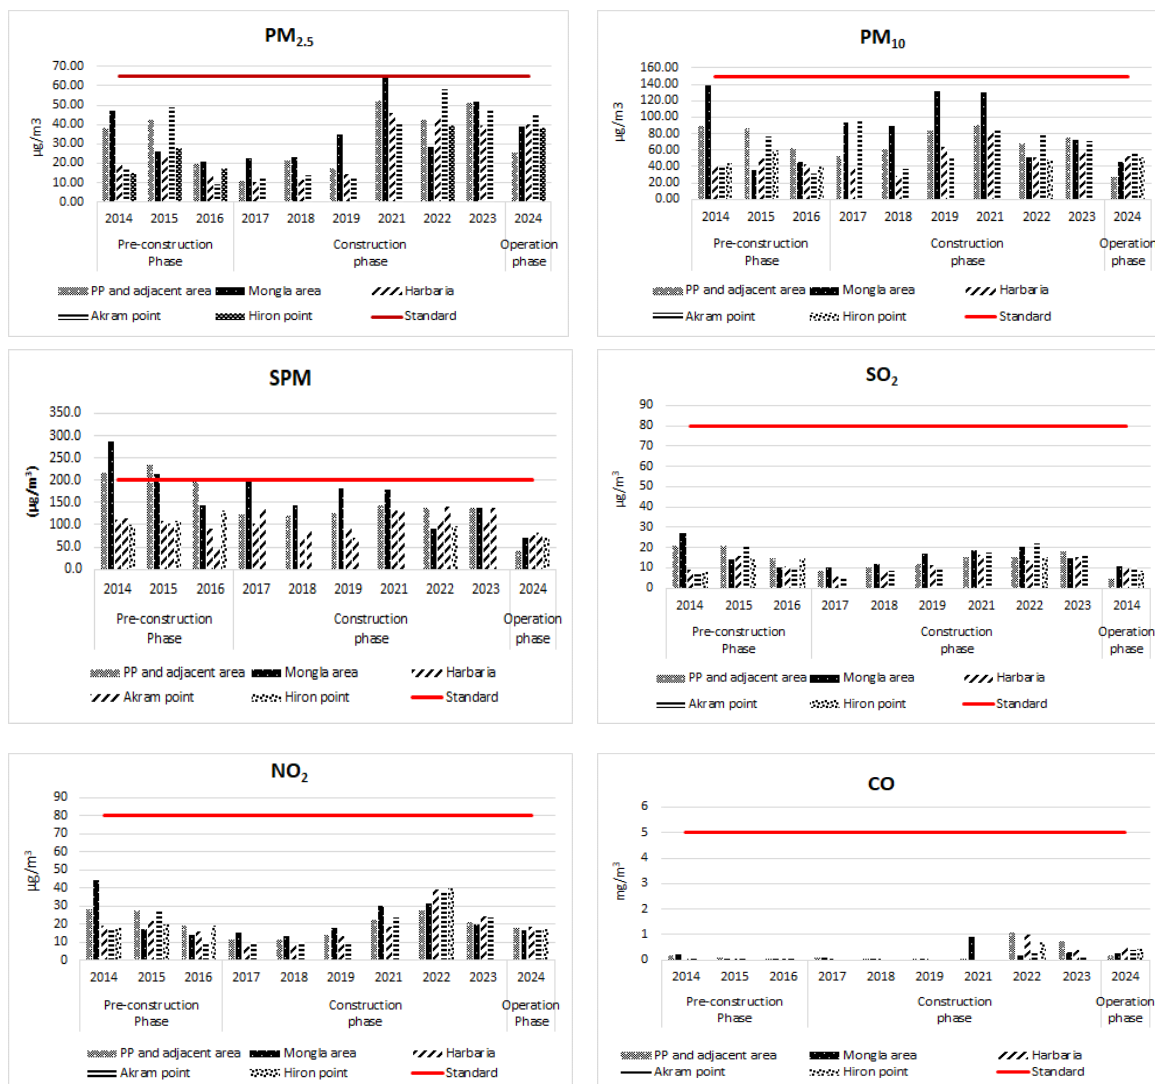 PM2.5
µg/m3
70.00
60.00
50.00
40.00
30.00
20.00
10.00
0.00
2014 2015 2016 2017 2018 2019 2021 2022 2023 2024
Pre-construction Construction Operation
Phase phase phase
PP and adjacent area Mongla area Harbaria
Akram point Hiron point Standard
PM10
µg/m3
160.00
140.00
120.00
100.00
80.00
60.00
40.00
20.00
0.00
2014 2015 2016 2017 2018 2019 2021 2022 2023 2024
Pre-construction Construction Operation
Phase phase phase
PP and adjacent area Mongla area Harbaria
Akram point Hiron point Standard
SPM
(µg/m³)
350.0
300.0
250.0
200.0
150.0
100.0
50.0
0.0
2014 2015 2016 2017 2018 2019 2021 2022 2023 2024
Pre-construction Construction Operation
Phase phase phase
PP and adjacent area Mongla area Harbaria
Akram point Hiron point Standard
SO2
µg/m³
90
80
70
60
50
40
30
20
10
0
2014 2015 2016 2017 2018 2019 2021 2022 2023 2014
Pre-construction Construction Operation
Phase phase phase
PP and adjacent area Mongla area Harbaria
Akram point Hiron point Standard
NO2
µg/m³
90
80
70
60
50
40
30
20
10
0
2014 2015 2016 2017 2018 2019 2021 2022 2023 2024
Pre-construction Construction Operation
Phase phase Phase
PP and adjacent area Mongla area Harbaria
Akram point Hiron point Standard
CO
mg/m³
6
5
4
3
2
1
0
2014 2015 2016 2017 2018 2019 2021 2022 2023 2024
Pre-construction Construction Operation
Phase phase phase
PP and adjacent area Mongla area Harbaria
Akram point Hiron point Standard